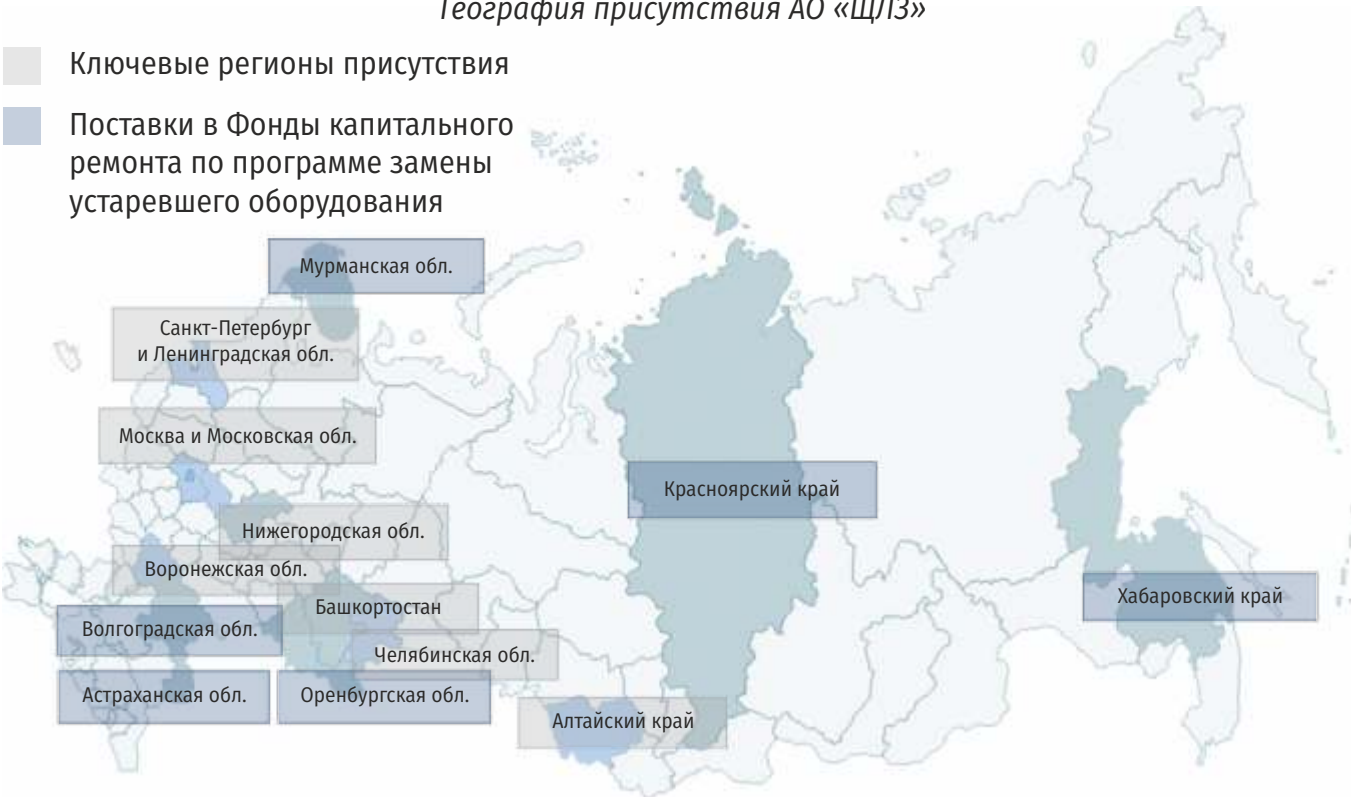 География присутствия АО «ЩЛЗ»
Ключевые регионы присутствия
Поставки в Фонды капитального
ремонта по программе замены
устаревшего оборудования
Мурманская обл.
Санкт-Петербург
и Ленинградская обл.
Москва и Московская обл.
Красноярский край
Нижегородская обл.
Воронежская обл.
Башкортостан
Хабаровский край
Волгоградская обл.
Челябинская обл.
Астраханская обл.
Оренбургская обл.
Алтайский край